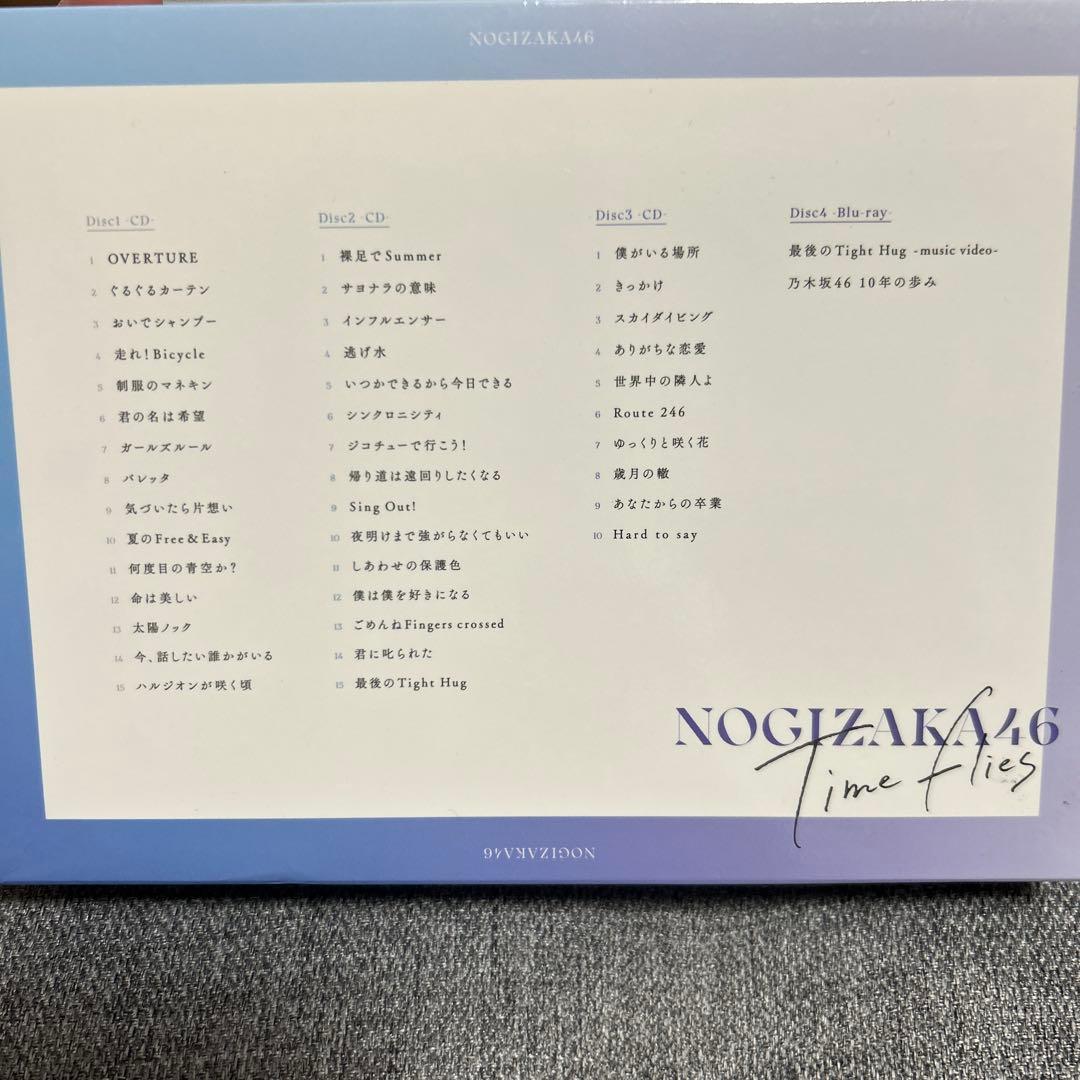 NOGIZAKA46
Disc1 -CD-
1 OVERTURE
2 ぐるぐるカーテン
3 おいでシャンプー
4 走れ！Bicycle
5 制服のマネキン
6 君の名は希望
7 ガールズルール
8 バレッタ
9 気づいたら片想い
10 夏のFree&Easy
11 何度目の青空か？
12 命は美しい
13 太陽ノック
14 今、話したい誰かがいる
15 ハルジオンが咲く頃
Disc2 -CD-
1 裸足でSummer
2 サヨナラの意味
3 インフルエンサー
4 逃げ水
5 いつかできるから今日できる
6 シンクロニシティ
7 ジコチューで行こう！
8 帰り道は遠回りしたくなる
9 Sing Out!
10 夜明けまで強がらなくてもいい
11 しあわせの保護色
12 僕は僕を好きになる
13 ごめんねFingers crossed
14 君に叱られた
15 最後のTight Hug
Disc3 -CD-
1 僕がいる場所
2 きっかけ
3 スカイダイビング
4 ありがちな恋愛
5 世界中の隣人よ
6 Route 246
7 ゆっくりと咲く花
8 歳月の轍
9 あなたからの卒業
10 Hard to say
Disc4 -Blu-ray-
最後のTight Hug -music video-
乃木坂46 10年の歩み
NOGIZAKA46
Time flies
NOGIZAKA46